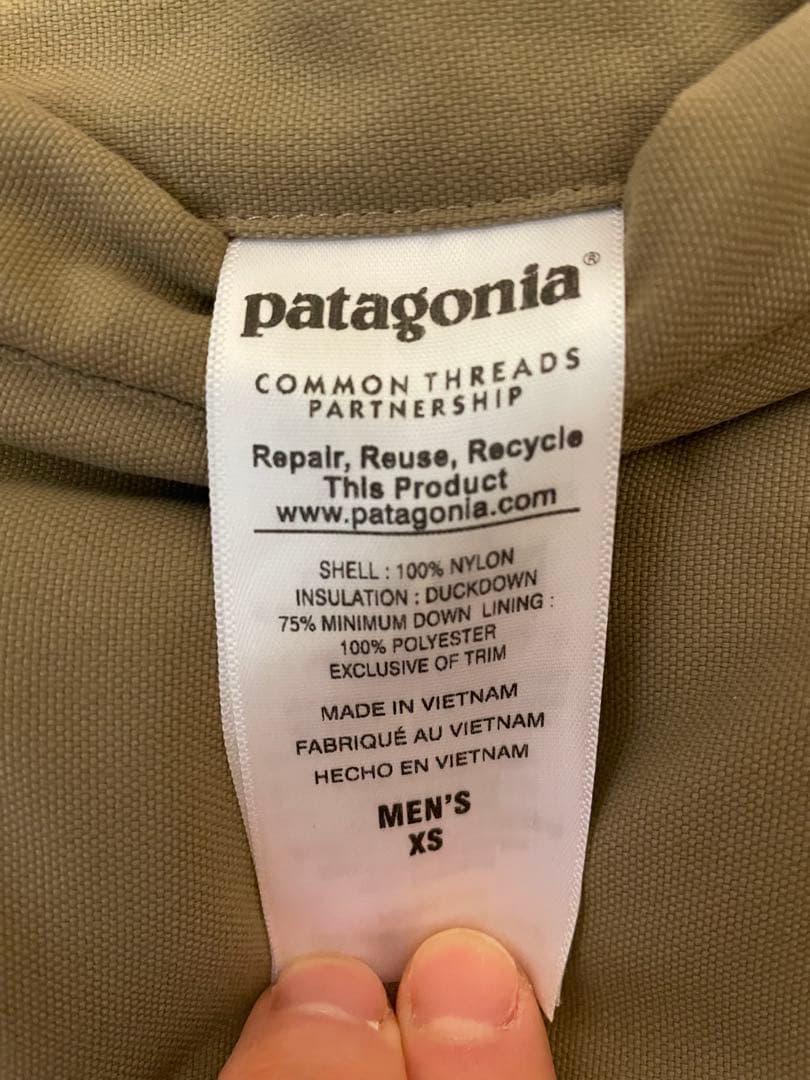 patagonia®
COMMON THREADS
PARTNERSHIP
Repair, Reuse, Recycle
This Product
www.patagonia.com
SHELL : 100% NYLON
INSULATION : DUCKDOWN
75% MINIMUM DOWN LINING :
100% POLYESTER
EXCLUSIVE OF TRIM
MADE IN VIETNAM
FABRIQUÉ AU VIETNAM
HECHO EN VIETNAM
MEN'S
XS